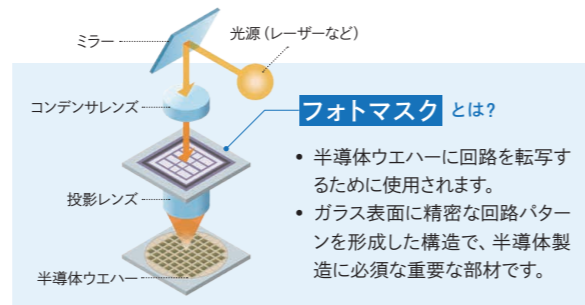 ミラー
光源（レーザーなど）
コンデンサレンズ
フォトマスク とは？
• 半導体ウエハーに回路を転写す
るために使用されます。
• ガラス表面に精密な回路パター
ンを形成した構造で、半導体製
造に必須な重要な部材です。
投影レンズ
半導体ウエハー